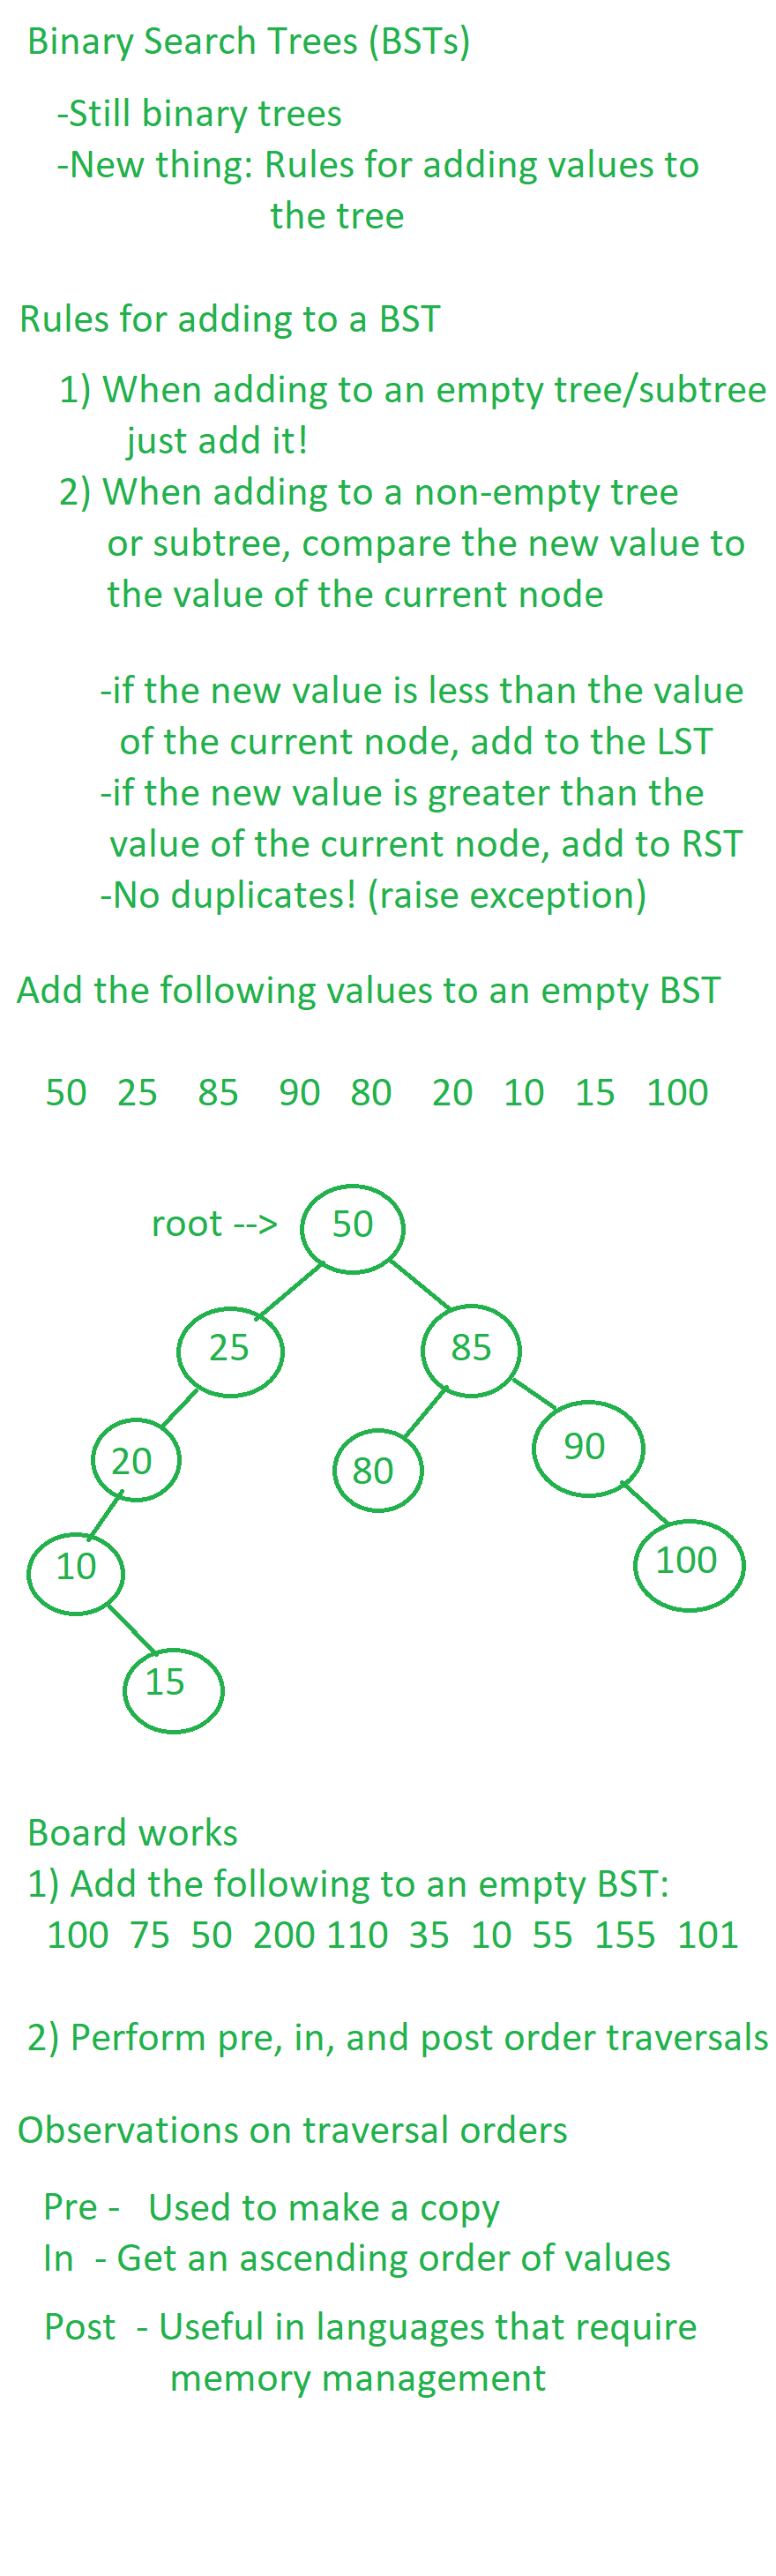 Binary Search Trees (BSTs)
-Still binary trees
-New thing: Rules for adding values to
the tree
Rules for adding to a BST
1) When adding to an empty tree/subtree
just add it!
2) When adding to a non-empty tree
or subtree, compare the new value to
the value of the current node
-if the new value is less than the value
of the current node, add to the LST
-if the new value is greater than the
value of the current node, add to RST
-No duplicates! (raise exception)
Add the following values to an empty BST
50 25 85 90 80 20 10 15 100
root --> 50
25 85
20 80 90
10 100
15
Board works
1) Add the following to an empty BST:
100 75 50 200 110 35 10 55 155 101
2) Perform pre, in, and post order traversals
Observations on traversal orders
Pre - Used to make a copy
In - Get an ascending order of values
Post - Useful in languages that require
memory management